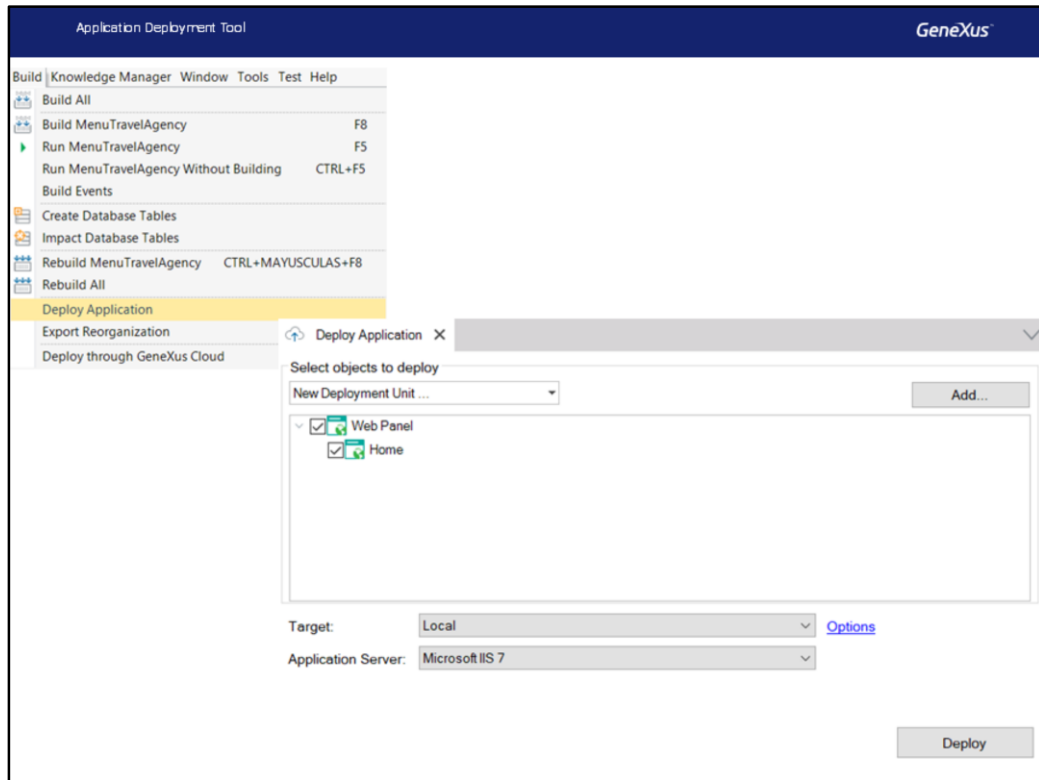 Application Deployment Tool
GeneXus™
Build Knowledge Manager Window Tools Test Help
Build All
Build MenuTravelAgency F8
Run MenuTravelAgency F5
Run MenuTravelAgency Without Building CTRL+F5
Build Events
Create Database Tables
Impact Database Tables
Rebuild MenuTravelAgency CTRL+MAYUSCULAS+F8
Rebuild All
Deploy Application
Export Reorganization
Deploy through GeneXus Cloud
Deploy Application
Select objects to deploy
New Deployment Unit ... Add...
Web Panel
Home
Target: Local Options
Application Server: Microsoft IIS 7
Deploy